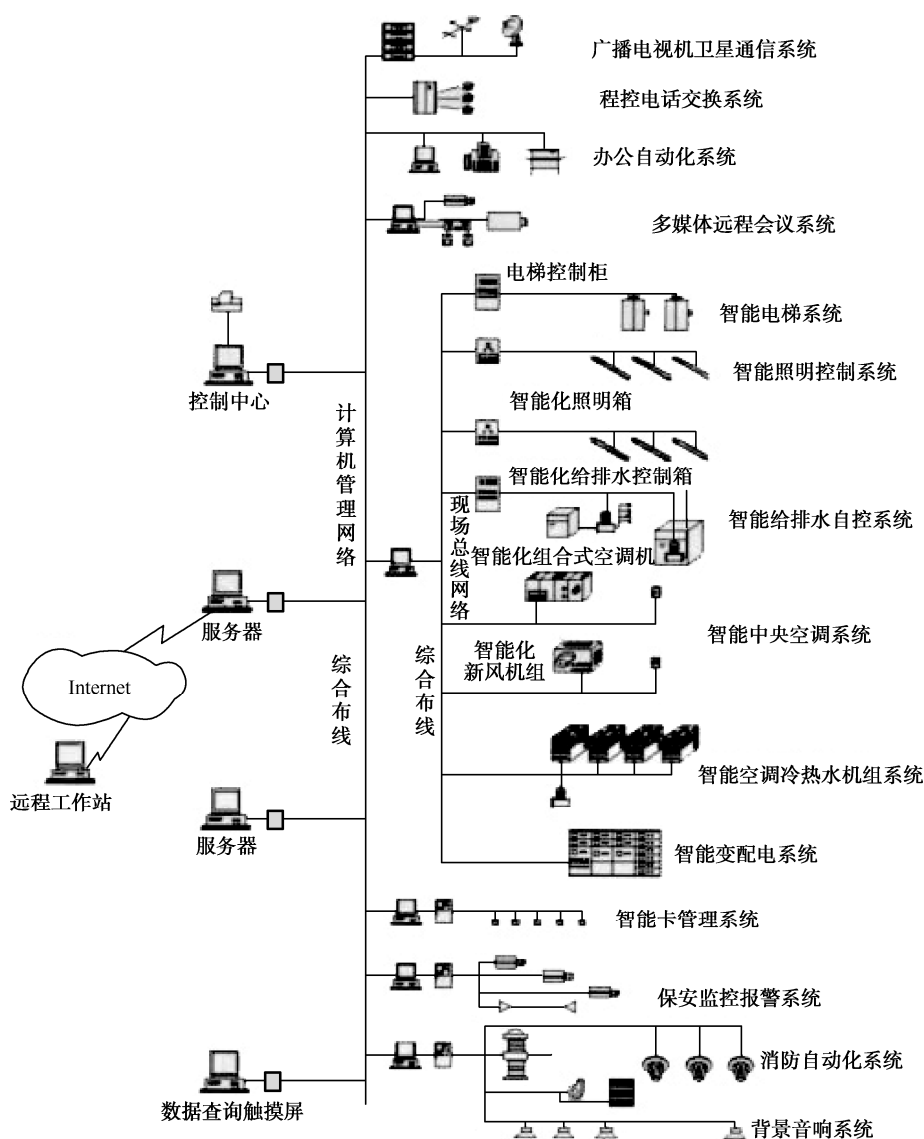 广播电视机卫星通信系统
程控电话交换系统
办公自动化系统
多媒体远程会议系统
电梯控制柜
智能电梯系统
智能照明控制系统
控制中心
智能化照明箱
计算机管理网络
智能化给排水控制箱
现场总线网络
智能给排水自控系统
智能化组合式空调机
服务器
智能中央空调系统
智能化
新风机组
综合布线
综合布线
Internet
智能空调冷热水机组系统
远程工作站
服务器
智能变配电系统
智能卡管理系统
保安监控报警系统
消防自动化系统
数据查询触摸屏
背景音响系统